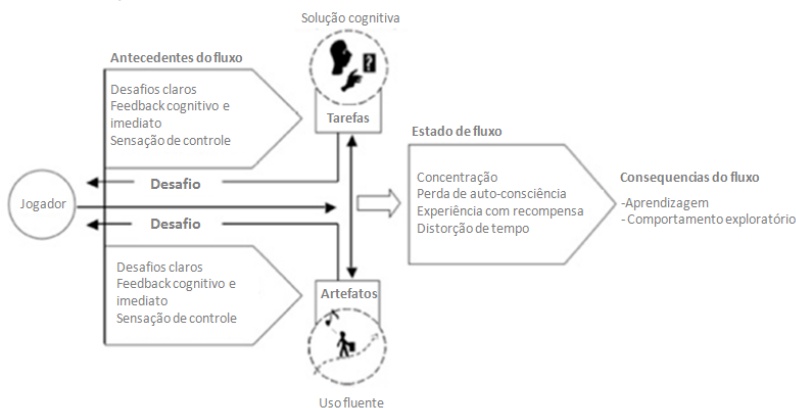 Solução cognitiva
Antecedentes do fluxo
Desafios claros
Feedback cognitivo e
imediato
Sensação de controle
?
Tarefas
Desafio
Jogador
Desafio
Desafios claros
Feedback cognitivo e
imediato
Sensação de controle
Artefatos
Uso fluente
Estado de fluxo
Concentração
Perda de auto-consciência
Experiência com recompensa
Distorção de tempo
Consequencias do fluxo
-Aprendizagem
- Comportamento exploratório